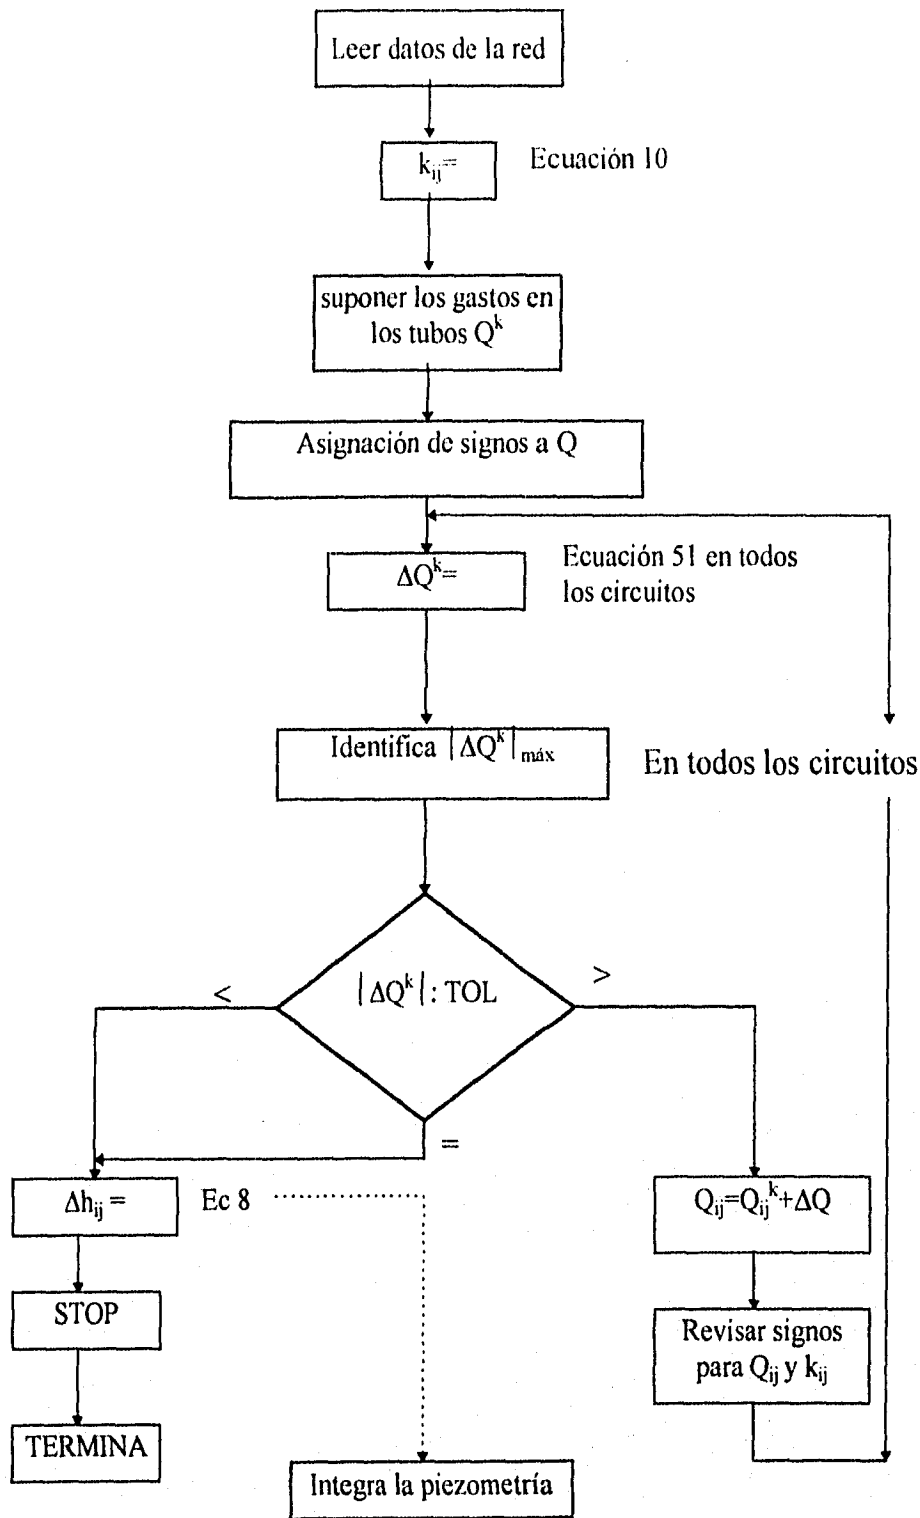 Leer datos de la red
k_ij=
Ecuación 10
suponer los gastos en
los tubos Q^k
Asignación de signos a Q
ΔQ^k=
Ecuación 51 en todos
los circuitos
Identifica |ΔQ^k|_máx
En todos los circuitos
<
|ΔQ^k| : TOL
>
=
Δh_ij =
Ec 8
Q_ij=Q_ij^k+ΔQ
STOP
Revisar signos
para Q_ij y k_ij
TERMINA
Integra la piezometría